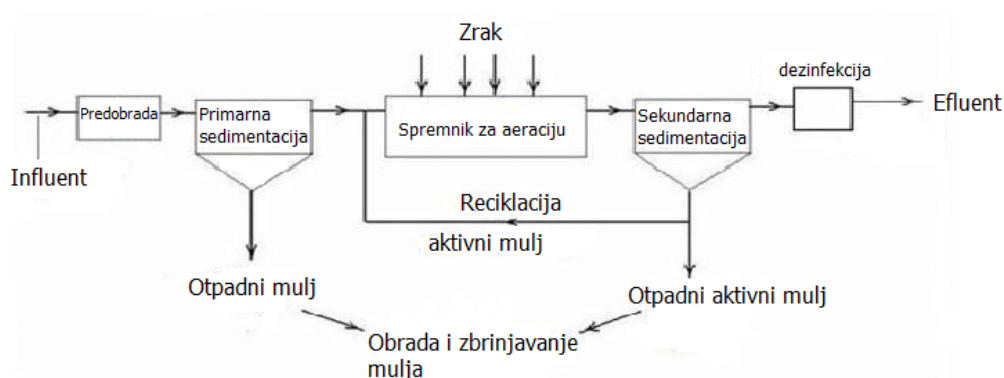 Zrak
dezinfekcija
Predobrada
Primarna
sedimentacija
Spremnik za aeraciju
Sekundarna
sedimentacija
Efluent
Influent
Reciklacija
aktivni mulj
Otpadni mulj
Otpadni aktivni mulj
Obrada i zbrinjavanje
mulja